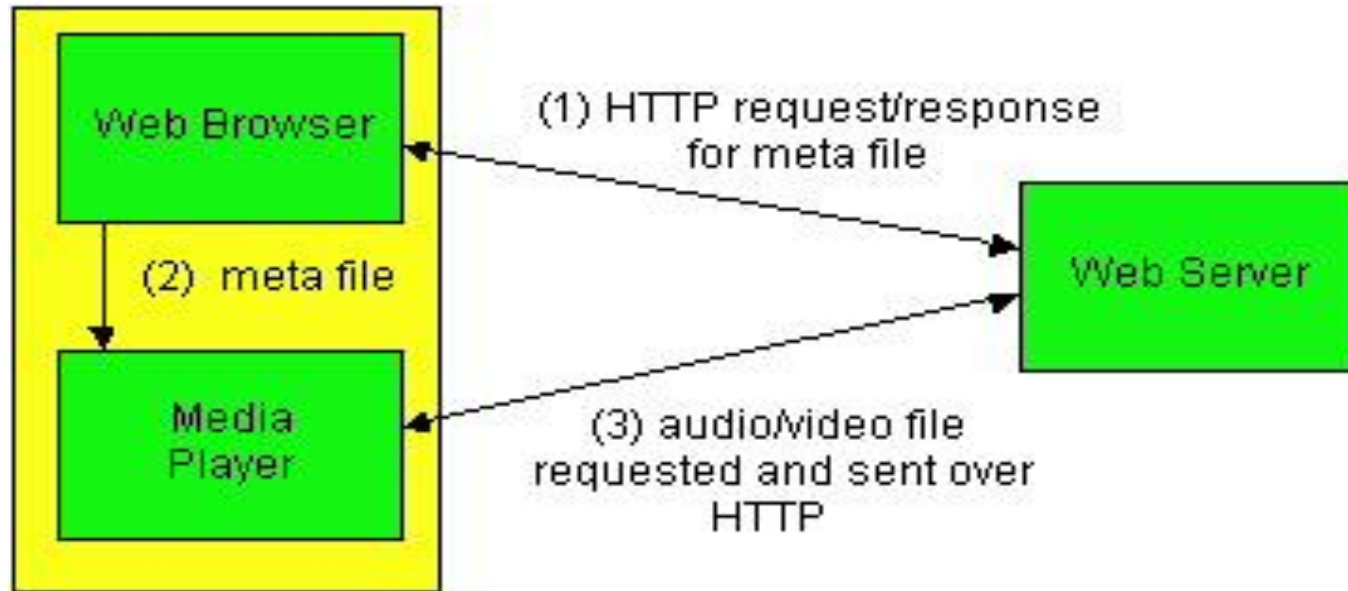 Web Browser
(1) HTTP request/response
for meta file
(2) meta file
Web Server
Media
Player
(3) audio/video file
requested and sent over
HTTP